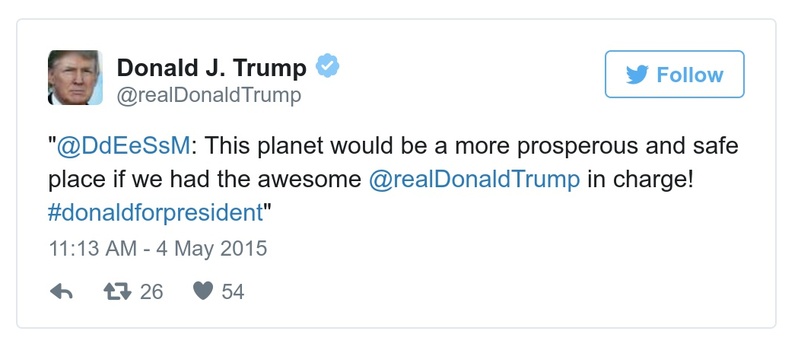 Donald J. Trump
@realDonaldTrump
Follow
"@DdEeSsM: This planet would be a more prosperous and safe
place if we had the awesome @realDonaldTrump in charge!
#donaldforpresident"
11:13 AM - 4 May 2015
26 54